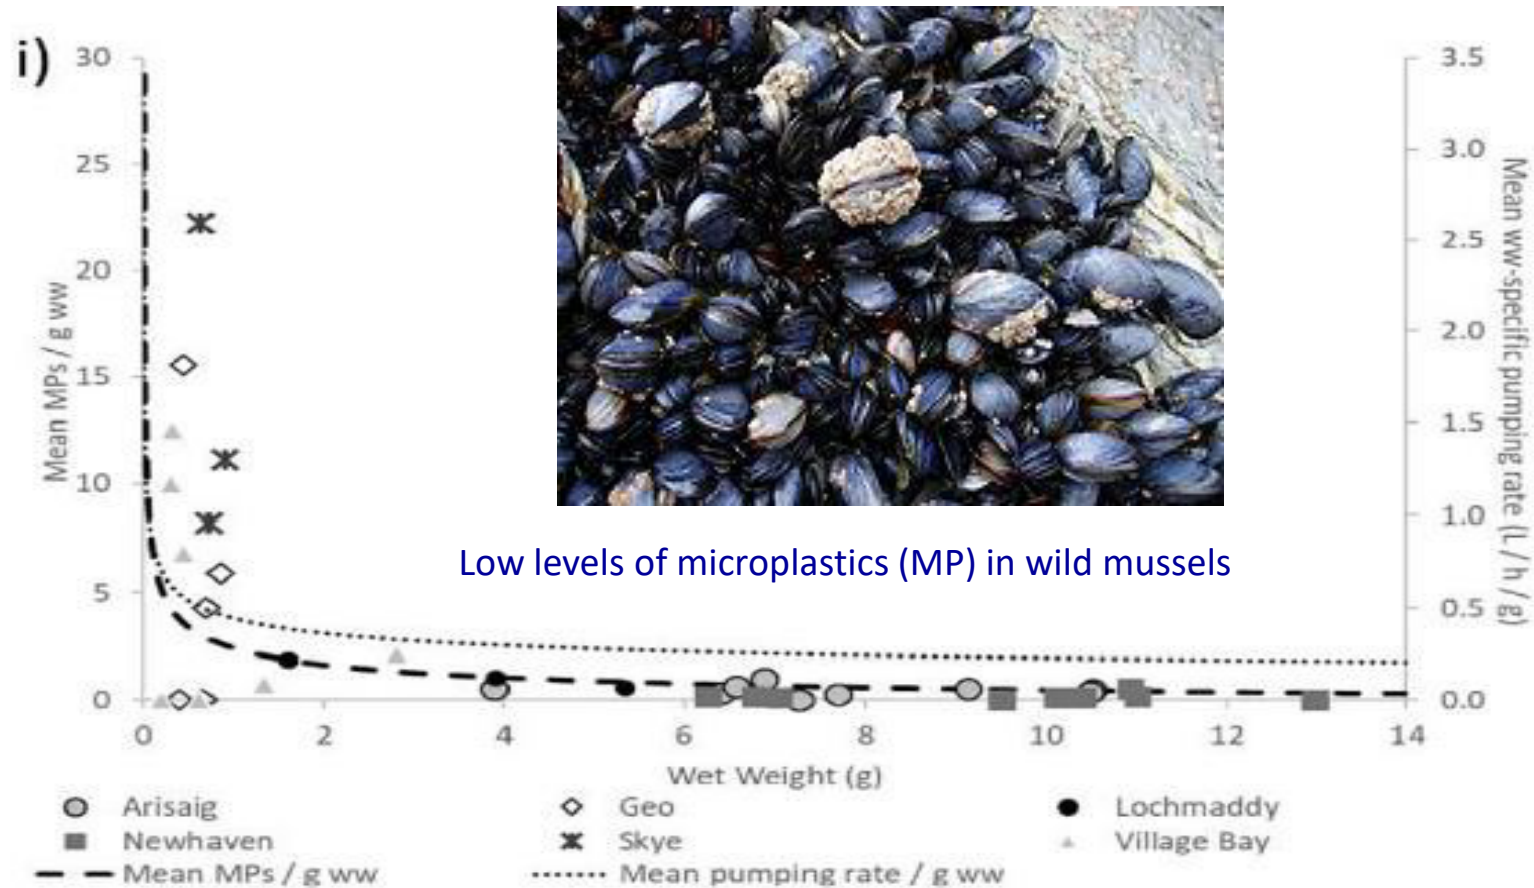 i)
30
25
20
15
10
5
0
Mean MPs / g ww
3.5
3.0
2.5
2.0
1.5
1.0
0.5
0.0
Mean ww-specific pumping rate (L / h / g)
Low levels of microplastics (MP) in wild mussels
0 2 4 6 8 10 12 14
Wet Weight (g)
Arisaig Geo Lochmaddy
Newhaven Skye Village Bay
Mean MPs / g ww Mean pumping rate / g ww